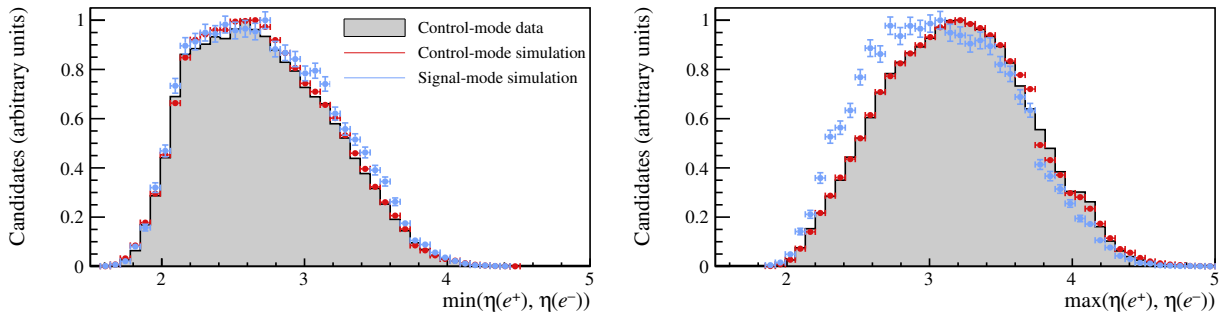 Candidates (arbitrary units)
1
0.8
0.6
0.4
0.2
0
Control-mode data
Control-mode simulation
Signal-mode simulation
2 3 4 5
min(η(e⁺), η(e⁻))
Candidates (arbitrary units)
1
0.8
0.6
0.4
0.2
0
2 3 4 5
max(η(e⁺), η(e⁻))